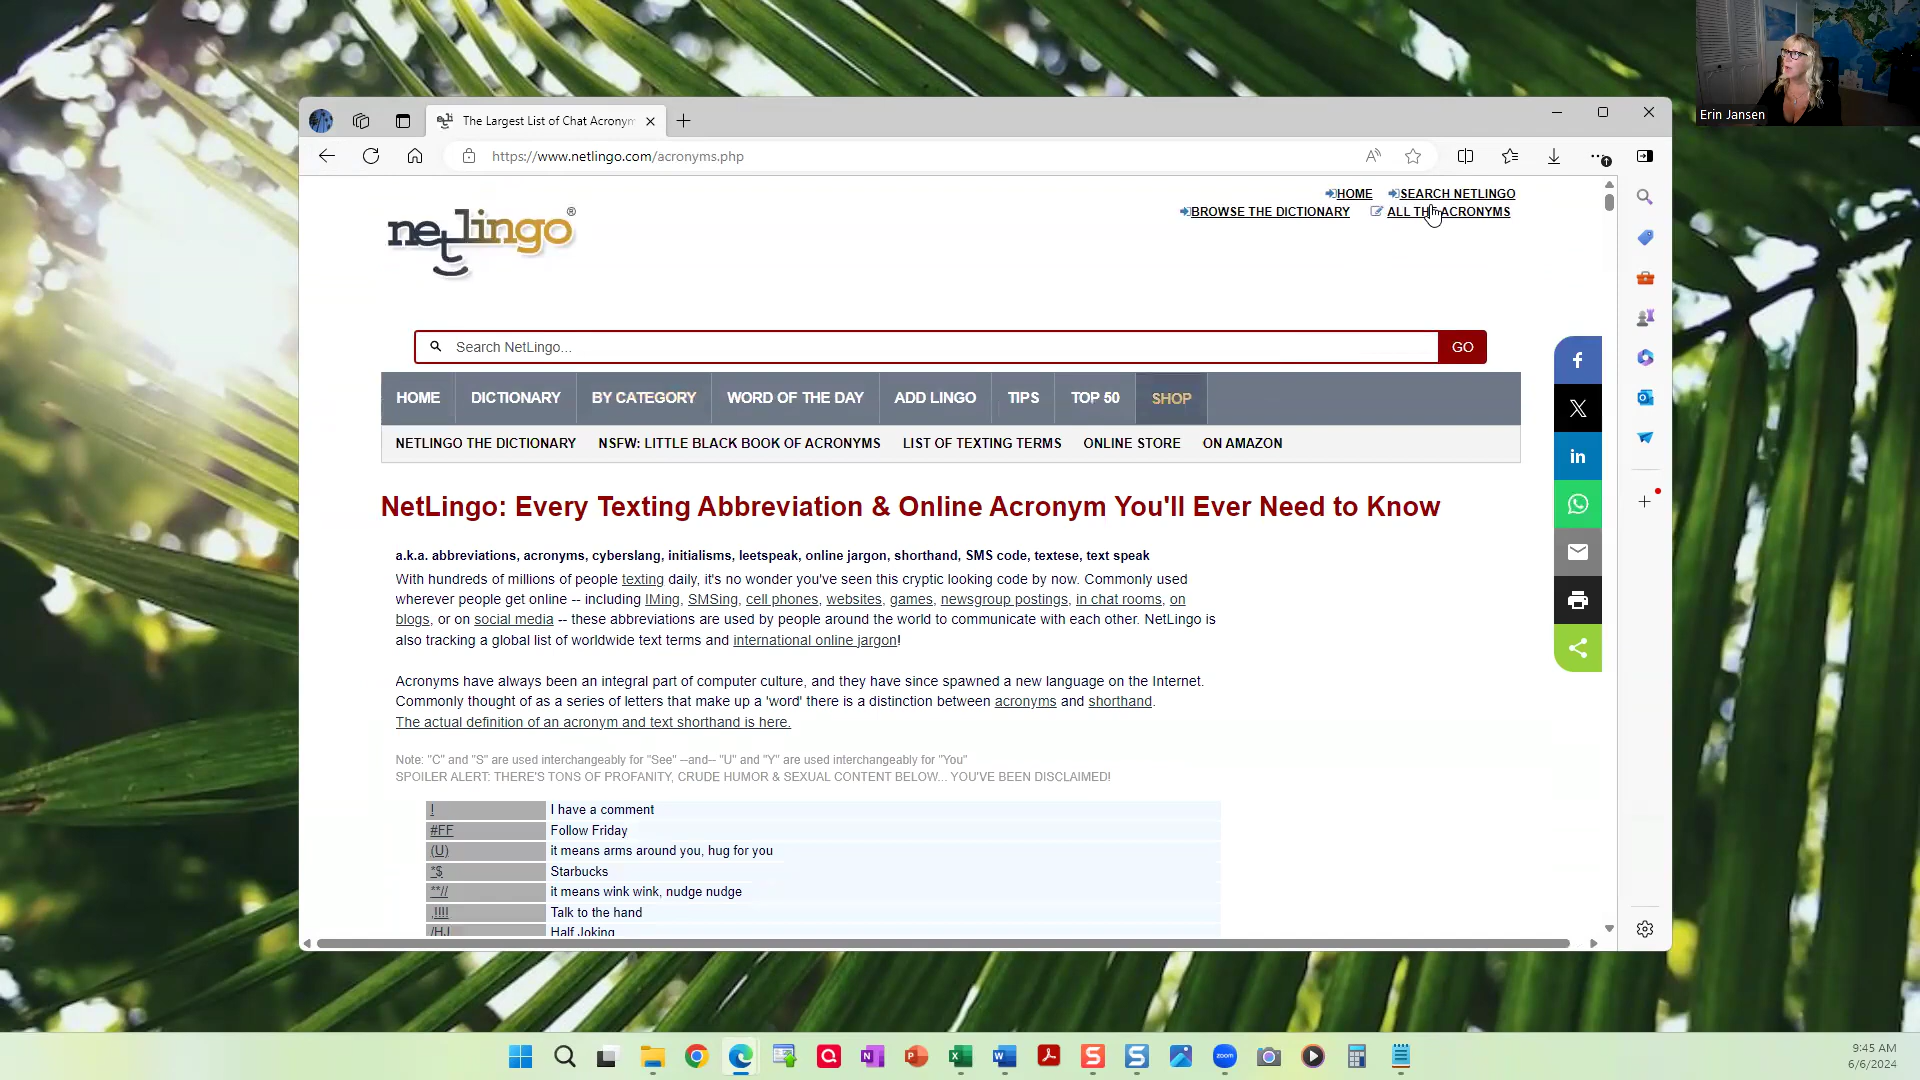 Erin Jansen
The Largest List of Chat Acronym
https://www.netlingo.com/acronyms.php
HOME SEARCH NETLINGO
BROWSE THE DICTIONARY ALL THE ACRONYMS
netlingo®
Search NetLingo... GO
HOME DICTIONARY BY CATEGORY WORD OF THE DAY ADD LINGO TIPS TOP 50 SHOP
NETLINGO THE DICTIONARY NSFW: LITTLE BLACK BOOK OF ACRONYMS LIST OF TEXTING TERMS ONLINE STORE ON AMAZON
NetLingo: Every Texting Abbreviation & Online Acronym You'll Ever Need to Know
a.k.a. abbreviations, acronyms, cyberslang, initialisms, leetspeak, online jargon, shorthand, SMS code, textese, text speak
With hundreds of millions of people texting daily, it's no wonder you've seen this cryptic looking code by now. Commonly used
wherever people get online -- including IMing, SMSing, cell phones, websites, games, newsgroup postings, in chat rooms, on
blogs, or on social media -- these abbreviations are used by people around the world to communicate with each other. NetLingo is
also tracking a global list of worldwide text terms and international online jargon!
Acronyms have always been an integral part of computer culture, and they have since spawned a new language on the Internet.
Commonly thought of as a series of letters that make up a 'word' there is a distinction between acronyms and shorthand.
The actual definition of an acronym and text shorthand is here.
Note: "C" and "S" are used interchangeably for "See" --and-- "U" and "Y" are used interchangeably for "You"
SPOILER ALERT: THERE'S TONS OF PROFANITY, CRUDE HUMOR & SEXUAL CONTENT BELOW... YOU'VE BEEN DISCLAIMED!
! I have a comment
#FF Follow Friday
(U) it means arms around you, hug for you
*$ Starbucks
**// it means wink wink, nudge nudge
,!!!! Talk to the hand
/HJ Half Joking
9:45 AM
6/6/2024